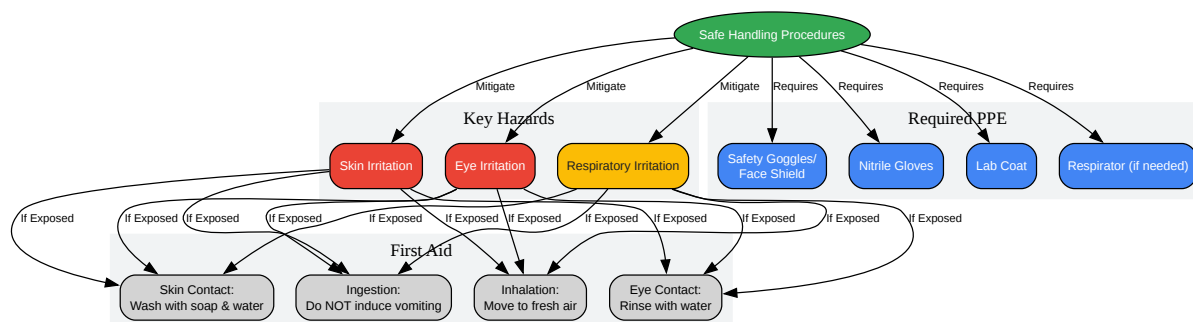 Safe Handling Procedures
Mitigate
Mitigate
Mitigate
Requires
Requires
Requires
Requires
Key Hazards
Required PPE
Skin Irritation
Eye Irritation
Respiratory Irritation
Safety Goggles/
Face Shield
Nitrile Gloves
Lab Coat
Respirator (if needed)
If Exposed
If Exposed
If Exposed
If Exposed
If Exposed
If Exposed
If Exposed
If Exposed
If Exposed
If Exposed
If Exposed
If Exposed
First Aid
Skin Contact:
Wash with soap & water
Ingestion:
Do NOT induce vomiting
Inhalation:
Move to fresh air
Eye Contact:
Rinse with water